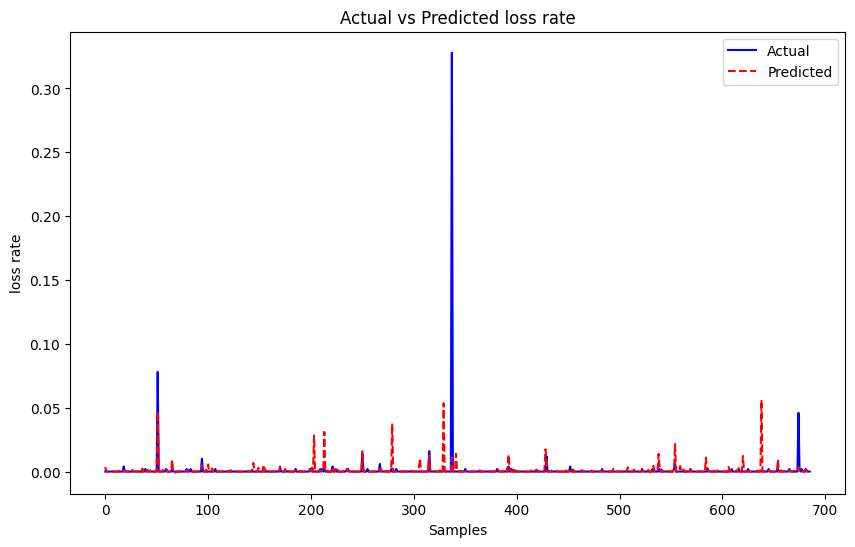 Actual vs Predicted loss rate
Actual
Predicted
loss rate
0.30
0.25
0.20
0.15
0.10
0.05
0.00
0 100 200 300 400 500 600 700
Samples